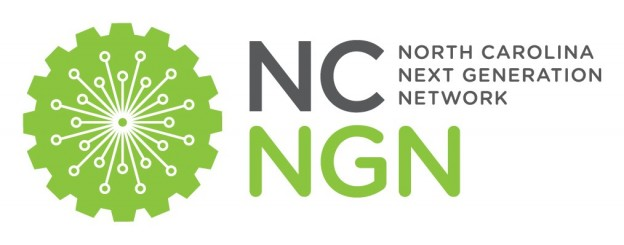 NC
NORTH CAROLINA
NEXT GENERATION
NETWORK
NGN